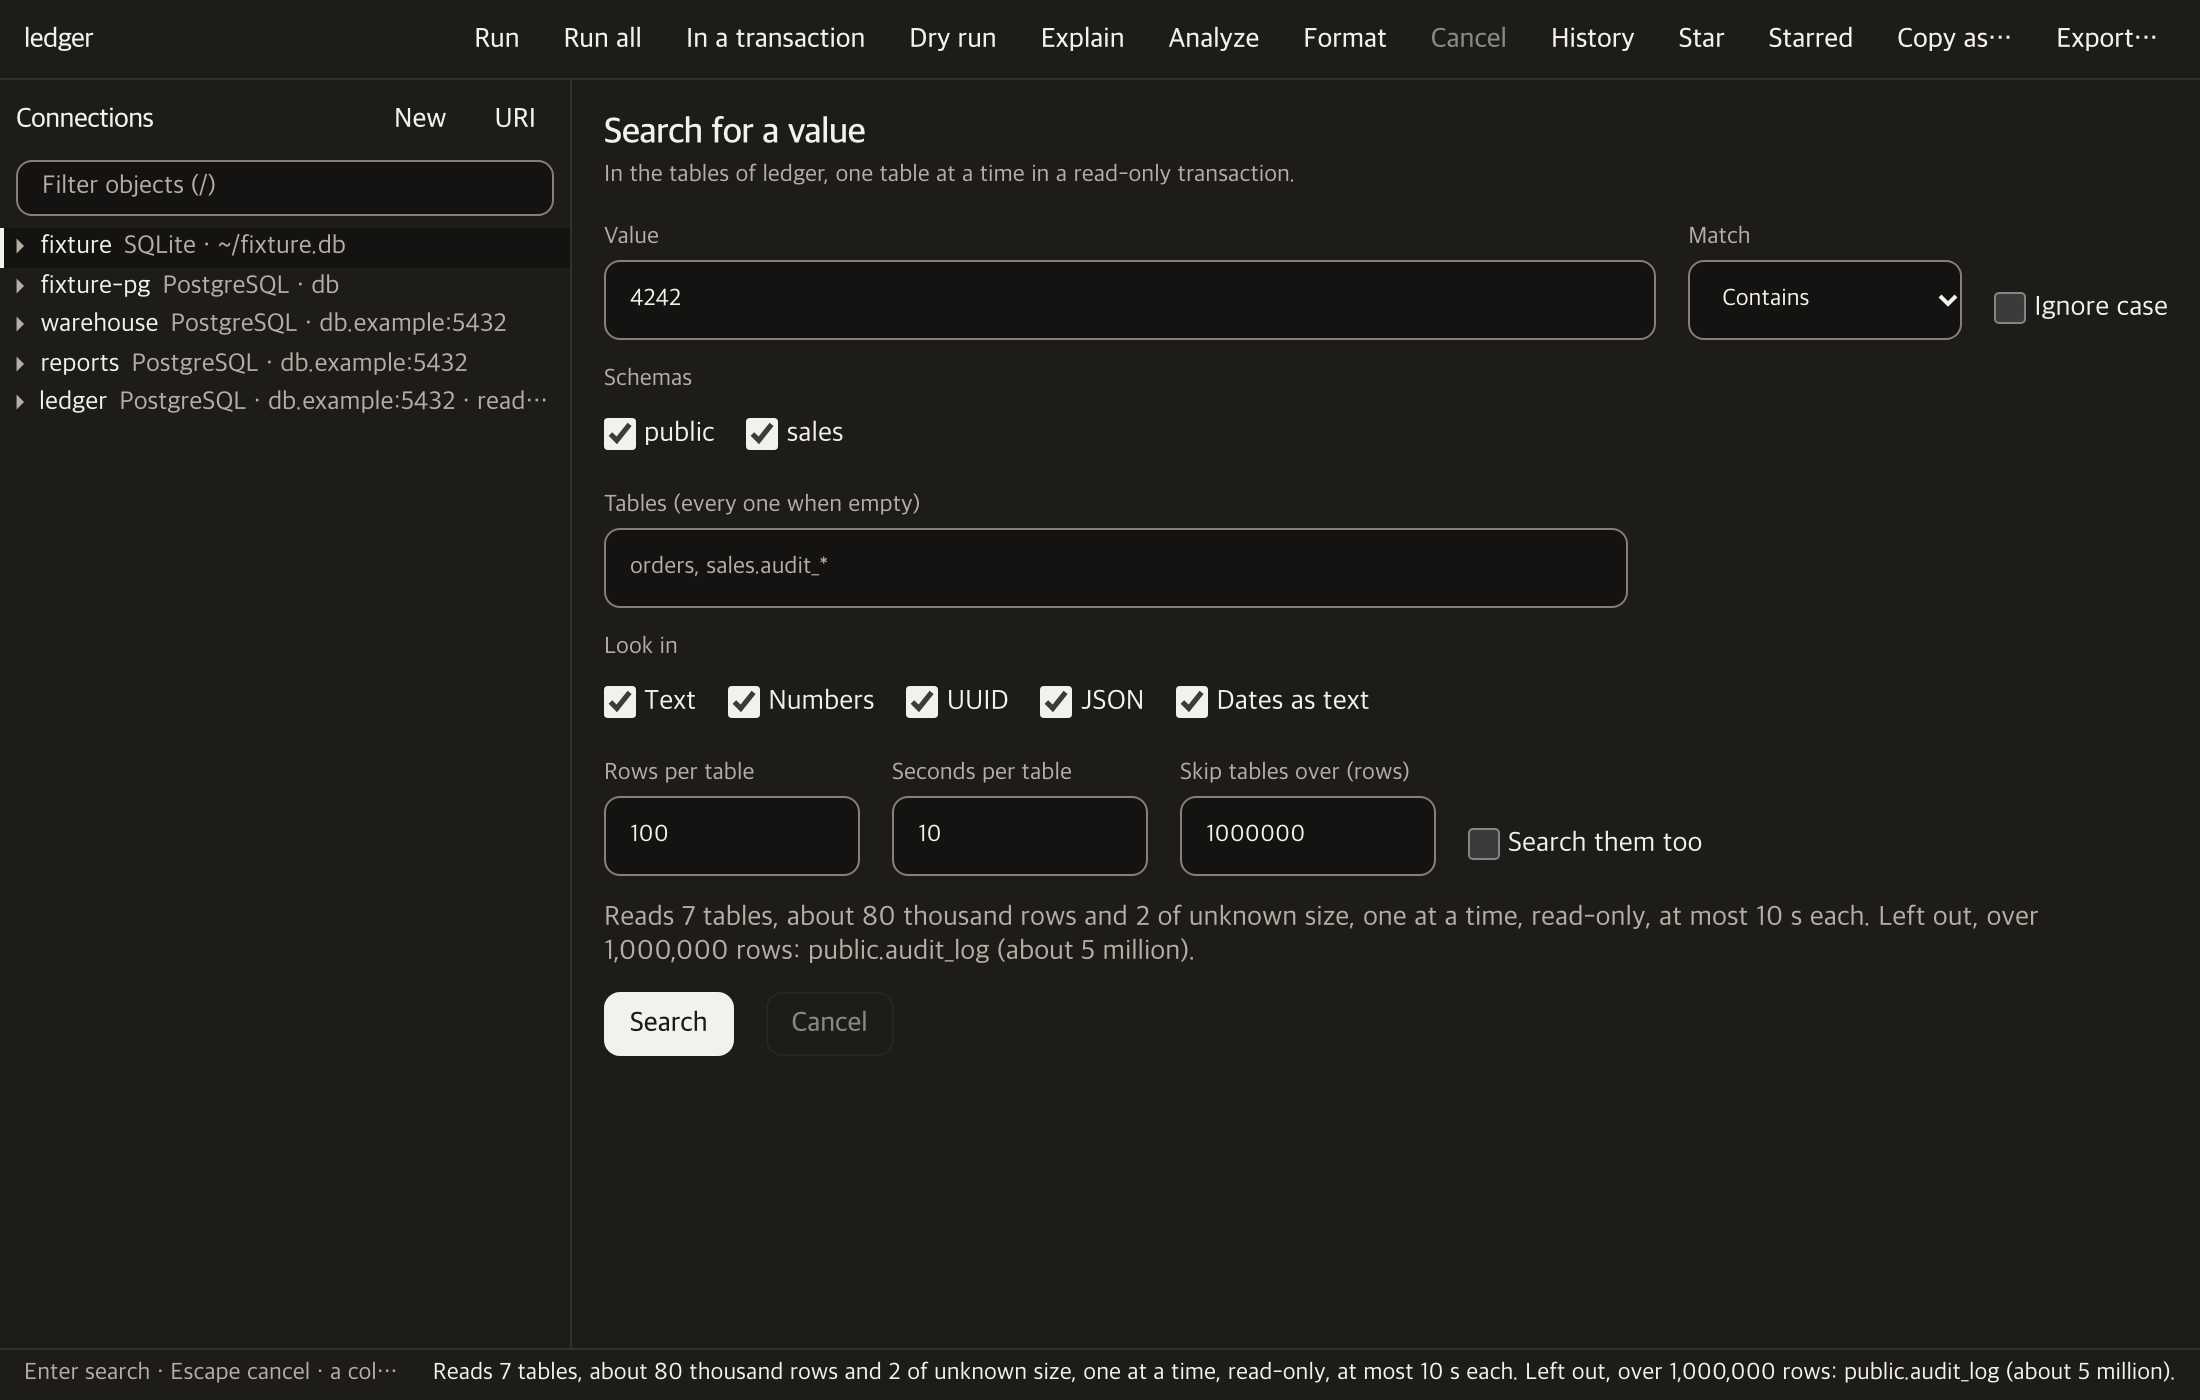 ledger Run Run all In a transaction Dry run Explain Analyze Format Cancel History Star Starred Copy as… Export…
Connections New URI
Filter objects (/)
fixture SQLite · ~/fixture.db
fixture-pg PostgreSQL · db
warehouse PostgreSQL · db.example:5432
reports PostgreSQL · db.example:5432
ledger PostgreSQL · db.example:5432 · read…
Search for a value
In the tables of ledger, one table at a time in a read-only transaction.
Value Match
4242 Contains Ignore case
Schemas
public sales
Tables (every one when empty)
orders, sales.audit_*
Look in
Text Numbers UUID JSON Dates as text
Rows per table Seconds per table Skip tables over (rows)
100 10 1000000 Search them too
Reads 7 tables, about 80 thousand rows and 2 of unknown size, one at a time, read-only, at most 10 s each. Left out, over
1,000,000 rows: public.audit_log (about 5 million).
Search Cancel
Enter search · Escape cancel · a col… Reads 7 tables, about 80 thousand rows and 2 of unknown size, one at a time, read-only, at most 10 s each. Left out, over 1,000,000 rows: public.audit_log (about 5 million).